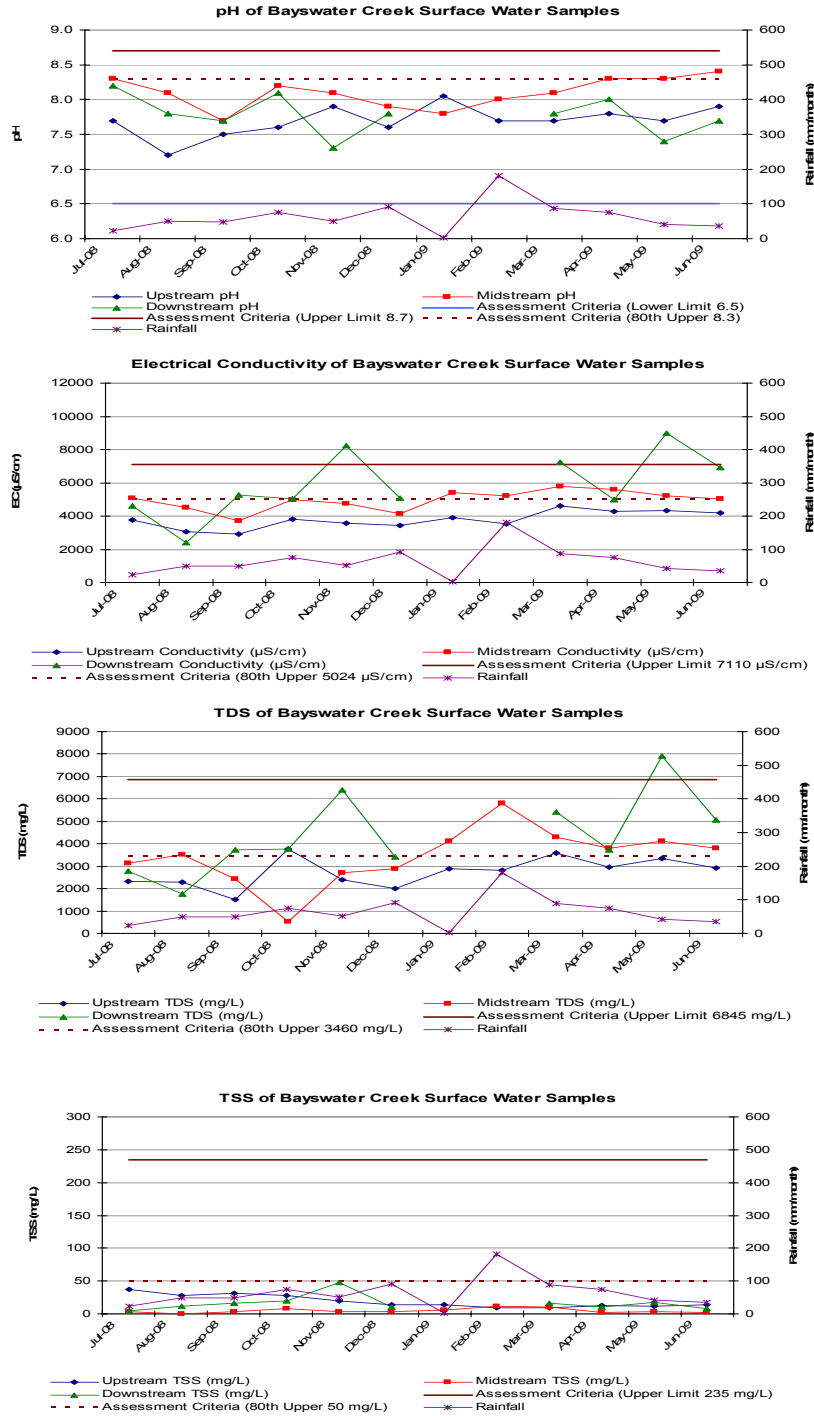 pH of Bayswater Creek Surface Water Samples
9.0
8.5
8.0
7.5
7.0
6.5
6.0
pH
600
500
400
300
200
100
0
Rainfall (mm/month)
Jul-08
Aug-08
Sep-08
Oct-08
Nov-08
Dec-08
Jan-09
Feb-09
Mar-09
Apr-09
May-09
Jun-09
Upstream pH
Midstream pH
Downstream pH
Assessment Criteria (Lower Limit 6.5)
Assessment Criteria (Upper Limit 8.7)
Assessment Criteria (80th Upper 8.3)
Rainfall
Electrical Conductivity of Bayswater Creek Surface Water Samples
12000
10000
8000
6000
4000
2000
0
EC (µS/cm)
600
500
400
300
200
100
0
Rainfall (mm/month)
Jul-08
Aug-08
Sep-08
Oct-08
Nov-08
Dec-08
Jan-09
Feb-09
Mar-09
Apr-09
May-09
Jun-09
Upstream Conductivity (µS/cm)
Midstream Conductivity (µS/cm)
Downstream Conductivity (µS/cm)
Assessment Criteria (Upper Limit 7110 µS/cm)
Assessment Criteria (80th Upper 5024 µS/cm)
Rainfall
TDS of Bayswater Creek Surface Water Samples
9000
8000
7000
6000
5000
4000
3000
2000
1000
0
TDS (mg/L)
600
500
400
300
200
100
0
Rainfall (mm/month)
Jul-08
Aug-08
Sep-08
Oct-08
Nov-08
Dec-08
Jan-09
Feb-09
Mar-09
Apr-09
May-09
Jun-09
Upstream TDS (mg/L)
Midstream TDS (mg/L)
Downstream TDS (mg/L)
Assessment Criteria (Upper Limit 6845 mg/L)
Assessment Criteria (80th Upper 3460 mg/L)
Rainfall
TSS of Bayswater Creek Surface Water Samples
300
250
200
150
100
50
0
TSS (mg/L)
600
500
400
300
200
100
0
Rainfall (mm/month)
Jul-08
Aug-08
Sep-08
Oct-08
Nov-08
Dec-08
Jan-09
Feb-09
Mar-09
Apr-09
May-09
Jun-09
Upstream TSS (mg/L)
Midstream TSS (mg/L)
Downstream TSS (mg/L)
Assessment Criteria (Upper Limit 235 mg/L)
Assessment Criteria (80th Upper 50 mg/L)
Rainfall